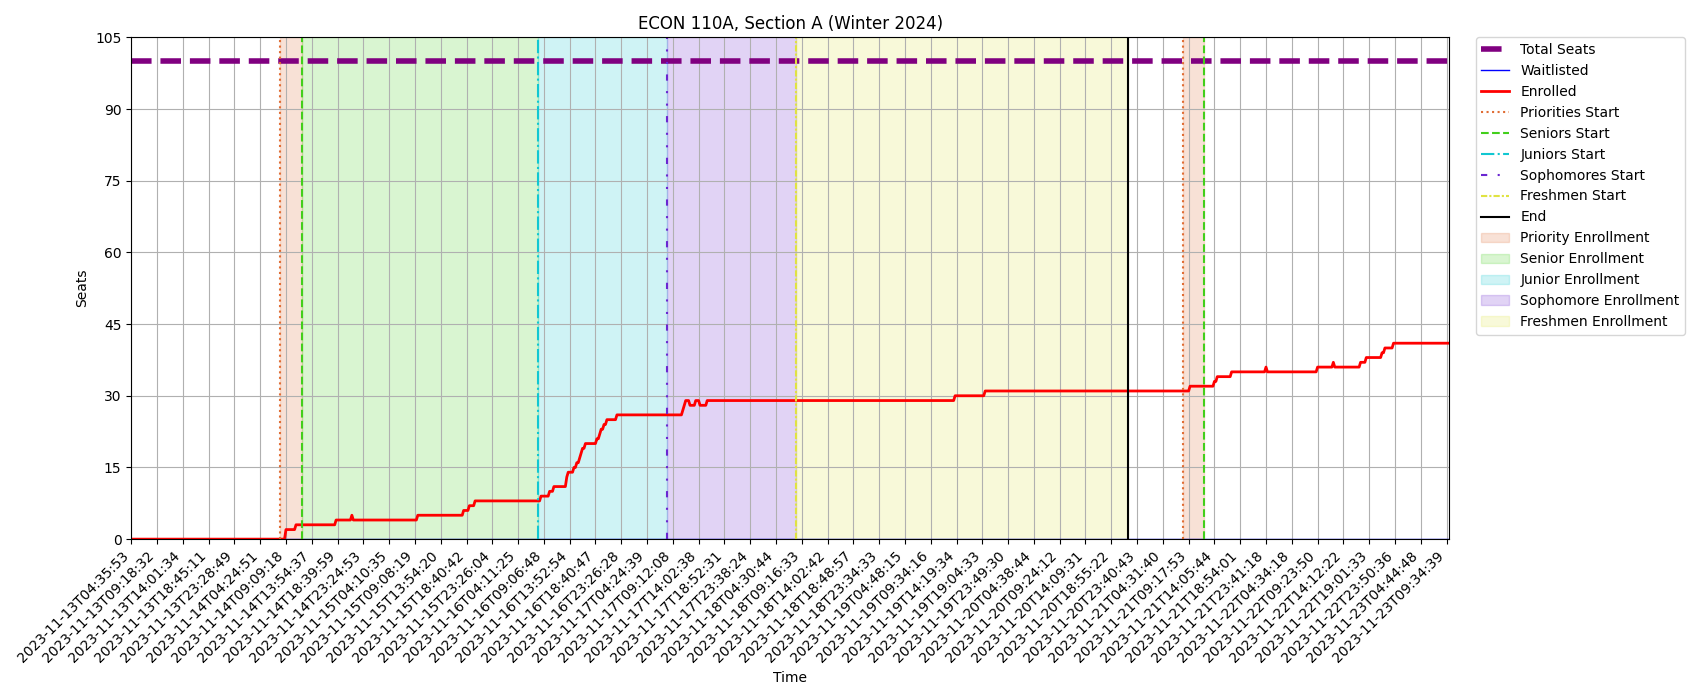 ECON 110A, Section A (Winter 2024)
105
90
75
60
45
30
15
0
Seats
2023-11-13T04:35:53
2023-11-13T09:18:32
2023-11-13T14:01:34
2023-11-13T18:45:11
2023-11-13T23:28:49
2023-11-14T04:24:51
2023-11-14T09:09:18
2023-11-14T13:54:37
2023-11-14T18:39:59
2023-11-14T23:24:53
2023-11-15T04:10:35
2023-11-15T09:08:19
2023-11-15T13:54:20
2023-11-15T18:40:42
2023-11-15T23:26:04
2023-11-16T04:11:25
2023-11-16T09:06:48
2023-11-16T13:52:54
2023-11-16T18:40:47
2023-11-16T23:26:28
2023-11-17T04:24:39
2023-11-17T09:12:08
2023-11-17T14:02:38
2023-11-17T18:52:31
2023-11-17T23:38:24
2023-11-18T04:30:44
2023-11-18T09:16:33
2023-11-18T14:02:42
2023-11-18T18:48:57
2023-11-18T23:34:33
2023-11-19T04:48:15
2023-11-19T09:34:16
2023-11-19T14:19:34
2023-11-19T19:04:33
2023-11-19T23:49:30
2023-11-20T04:38:44
2023-11-20T09:24:12
2023-11-20T14:09:31
2023-11-20T18:55:22
2023-11-20T23:40:43
2023-11-21T04:31:40
2023-11-21T09:17:53
2023-11-21T14:05:44
2023-11-21T18:54:01
2023-11-21T23:41:18
2023-11-22T04:34:18
2023-11-22T09:23:50
2023-11-22T14:12:22
2023-11-22T19:01:33
2023-11-22T23:50:36
2023-11-23T04:44:48
2023-11-23T09:34:39
Time
Total Seats
Waitlisted
Enrolled
Priorities Start
Seniors Start
Juniors Start
Sophomores Start
Freshmen Start
End
Priority Enrollment
Senior Enrollment
Junior Enrollment
Sophomore Enrollment
Freshmen Enrollment